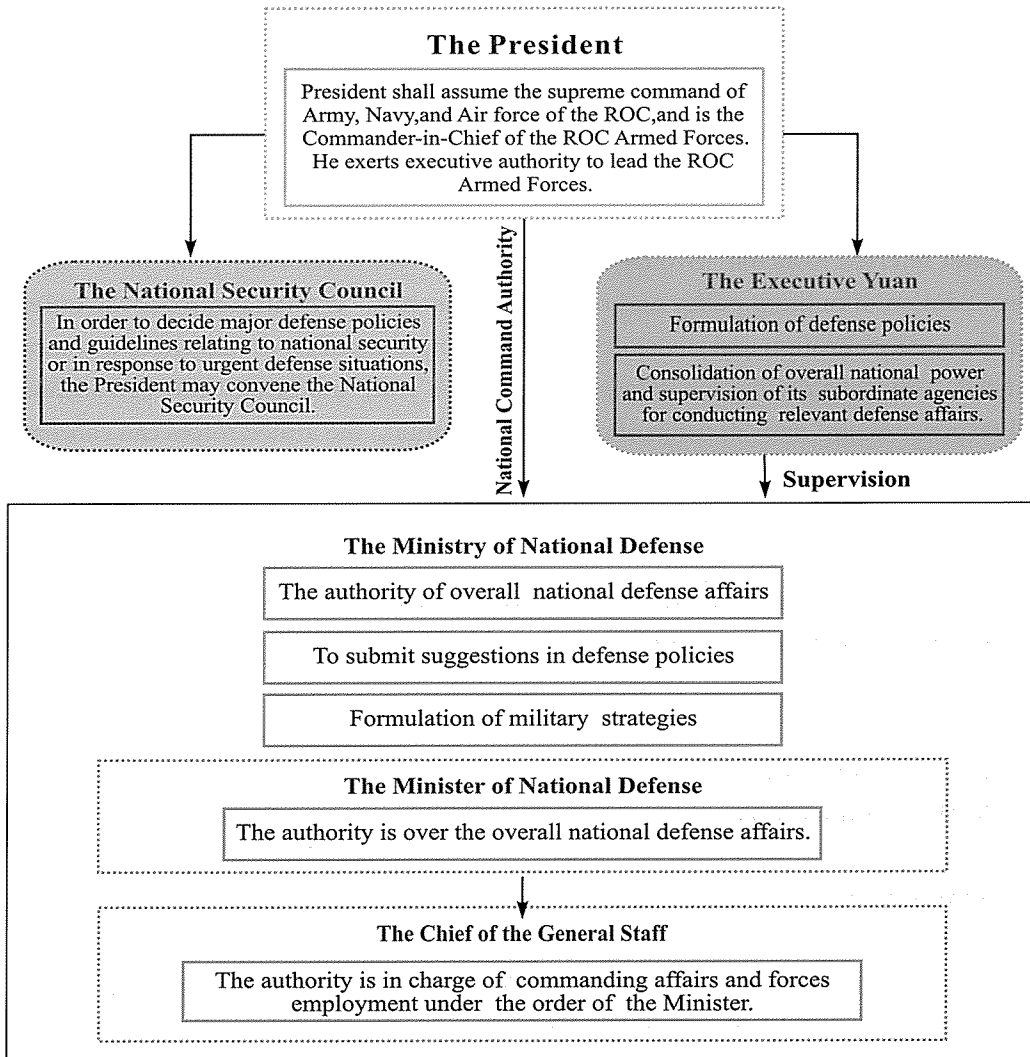 The President
President shall assume the supreme command of
Army, Navy,and Air force of the ROC,and is the
Commander-in-Chief of the ROC Armed Forces.
He exerts executive authority to lead the ROC
Armed Forces.
The National Security Council
In order to decide major defense policies
and guidelines relating to national security
or in response to urgent defense situations,
the President may convene the National
Security Council.
National Command Authority
The Executive Yuan
Formulation of defense policies
Consolidation of overall national power
and supervision of its subordinate agencies
for conducting relevant defense affairs.
Supervision
The Ministry of National Defense
The authority of overall national defense affairs
To submit suggestions in defense policies
Formulation of military strategies
The Minister of National Defense
The authority is over the overall national defense affairs.
The Chief of the General Staff
The authority is in charge of commanding affairs and forces
employment under the order of the Minister.